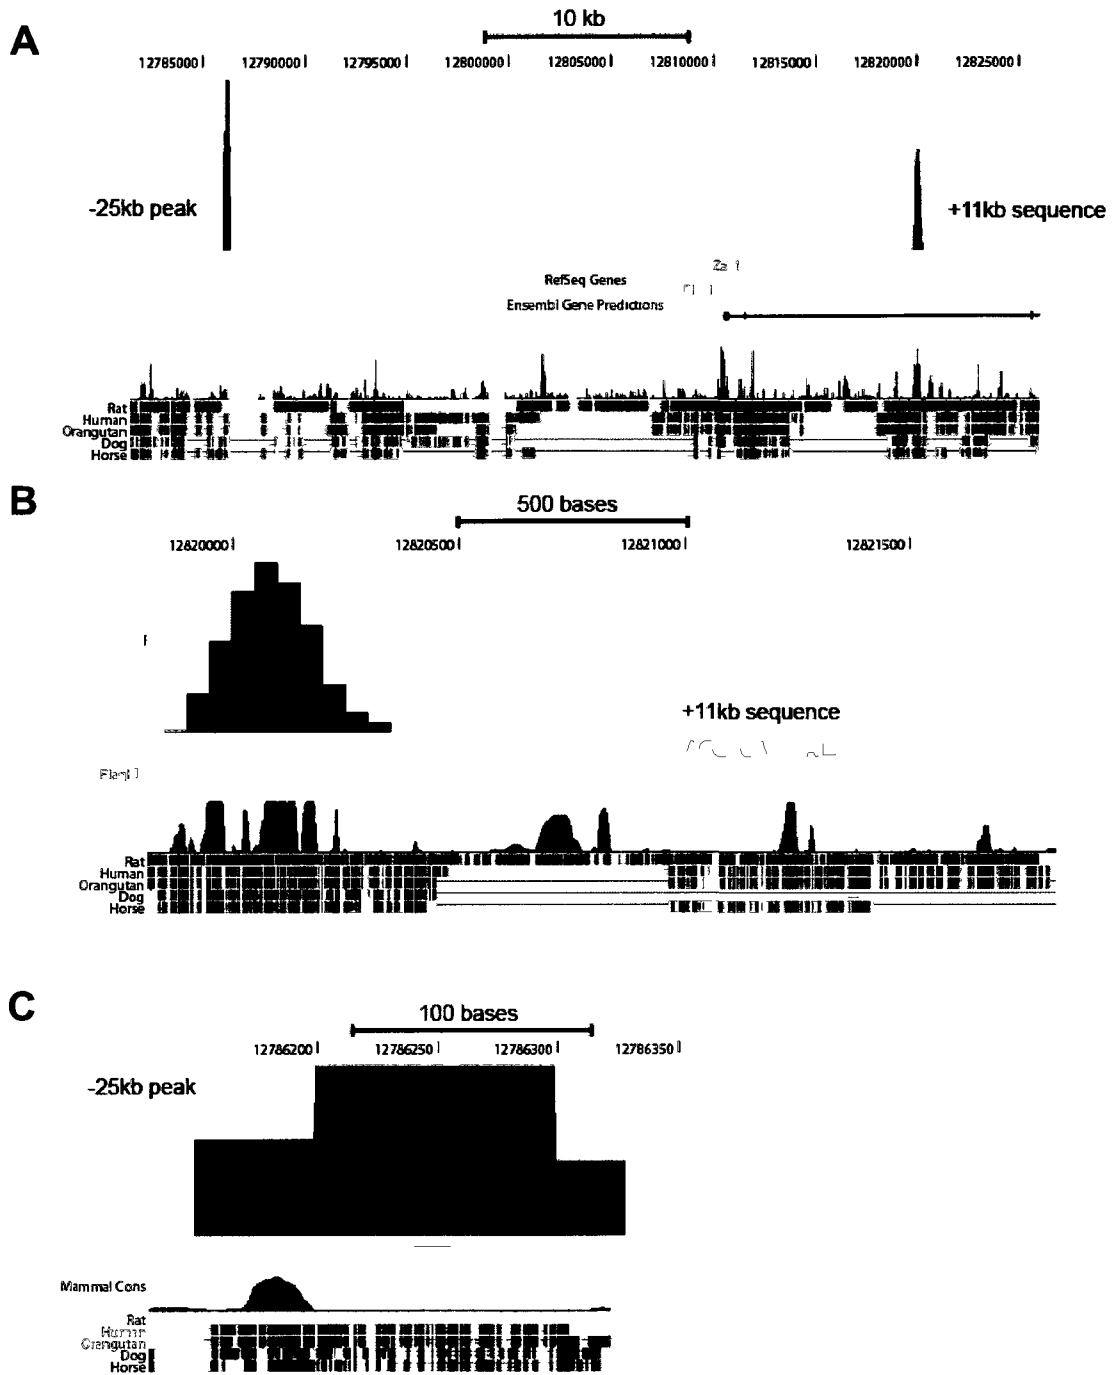 A
10 kb
12785000 12790000 12795000 12800000 12805000 12810000 12815000 12820000 12825000
-25kb peak
+11kb sequence
RefSeq Genes
Ensembl Gene Predictions
Rat
Human
Orangutan
Dog
Horse
B
500 bases
12820000 12820500 12821000 12821500
+11kb sequence
Rat
Human
Orangutan
Dog
Horse
C
100 bases
12786200 12786250 12786300 12786350
-25kb peak
Mammal Cons
Rat
Human
Orangutan
Dog
Horse